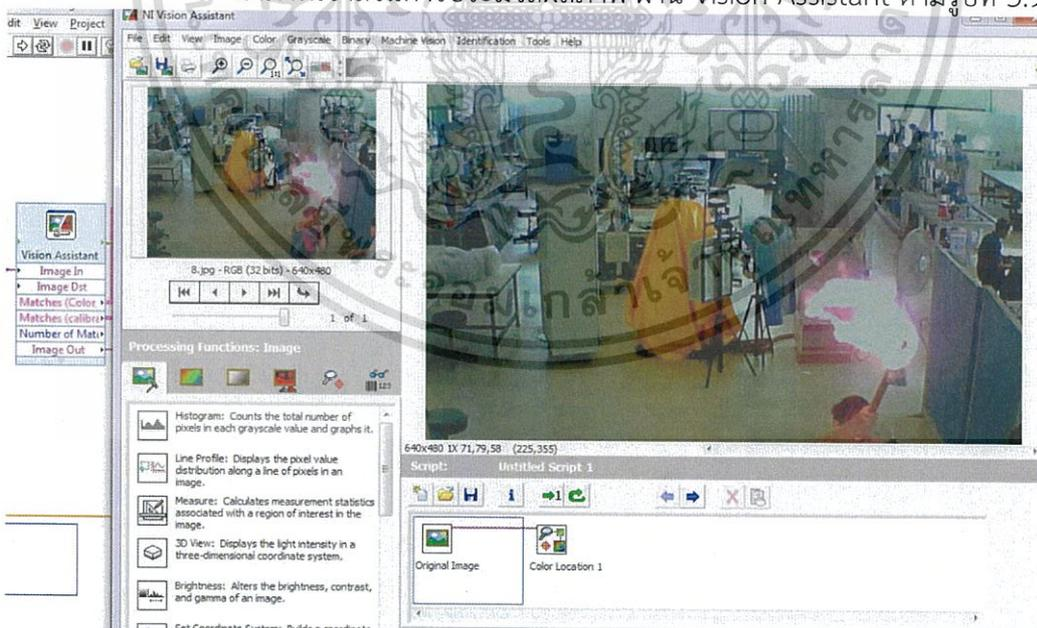 ผ่าน Vision Assistant ตามรูปที่
dit View Project
NI Vision Assistant
File Edit View Image Color Grayscale Binary Machine Vision Identification Tools Help
8.jpg - RGB (32 bits) - 640x480
1 of 1
Vision Assistant
Image In
Image Dst
Matches (Color
Matches (calibra
Number of Mat
Image Out
Processing Functions: Image
Histogram: Counts the total number of
pixels in each grayscale value and graphs it.
Line Profile: Displays the pixel value
distribution along a line of pixels in an
image.
Measure: Calculates measurement statistics
associated with a region of interest in the
image.
3D View: Displays the light intensity in a
three-dimensional coordinate system.
Brightness: Alters the brightness, contrast,
and gamma of an image.
640x480 1X 71,79,58 (225,355)
Script: Untitled Script 1
Original Image
Color Location 1